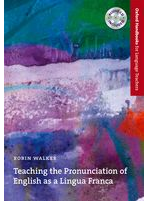 Oxford Handbooks for Language Teachers
ROBIN WALKER
Teaching the Pronunciation of
English as a Lingua Franca